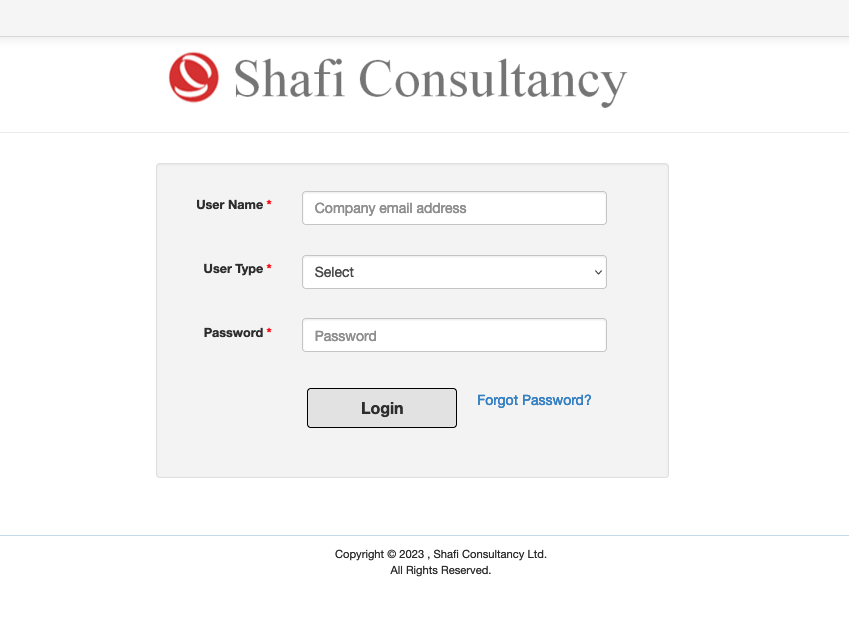 Shafi Consultancy
User Name *
Company email address
User Type *
Select
Password *
Password
Login
Forgot Password?
Copyright © 2023 , Shafi Consultancy Ltd.
All Rights Reserved.